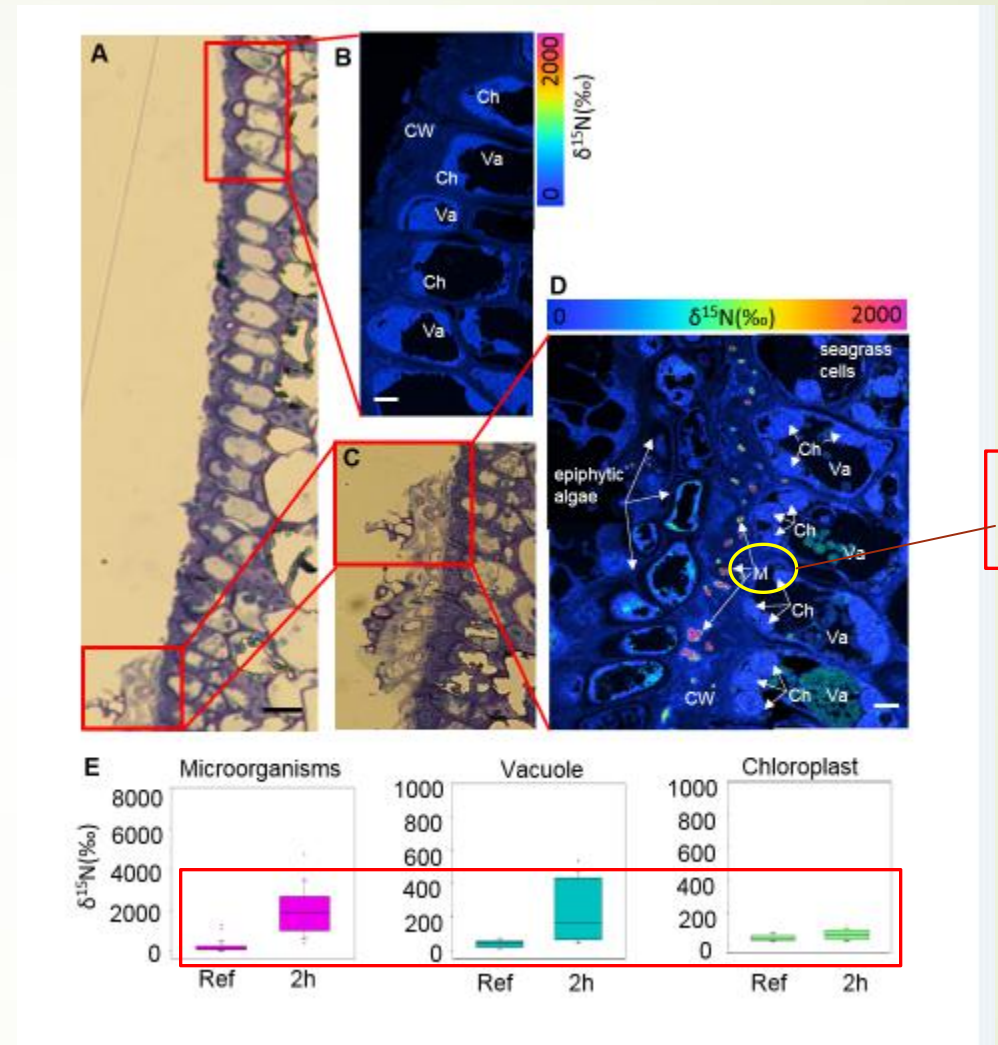 A
B
2000
0
δ¹⁵N(‰)
Ch
CW
Va
Ch
Va
Ch
Va
D
0
δ¹⁵N(‰)
2000
seagrass
cells
C
epiphytic
algae
Ch
Va
Ch
Va
M
Ch
Va
CW
Ch
Va
E
Microorganisms
Vacuole
Chloroplast
δ¹⁵N(‰)
8000
6000
4000
2000
0
Ref
2h
1000
800
600
400
200
0
Ref
2h
1000
800
600
400
200
0
Ref
2h